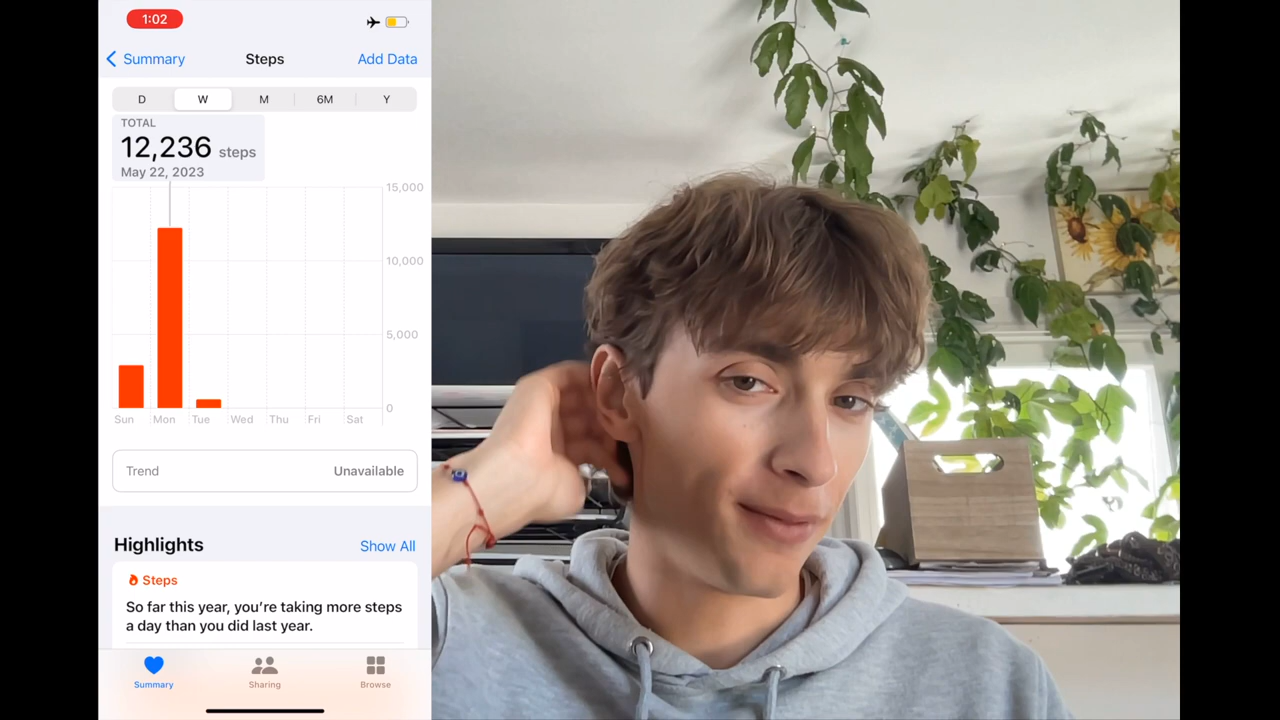 1:02
Summary
Steps
Add Data
D W M 6M Y
TOTAL
12,236 steps
May 22, 2023
15,000
10,000
5,000
0
Sun Mon Tue Wed Thu Fri Sat
Trend Unavailable
Highlights Show All
Steps
So far this year, you’re taking more steps
a day than you did last year.
Summary Sharing Browse